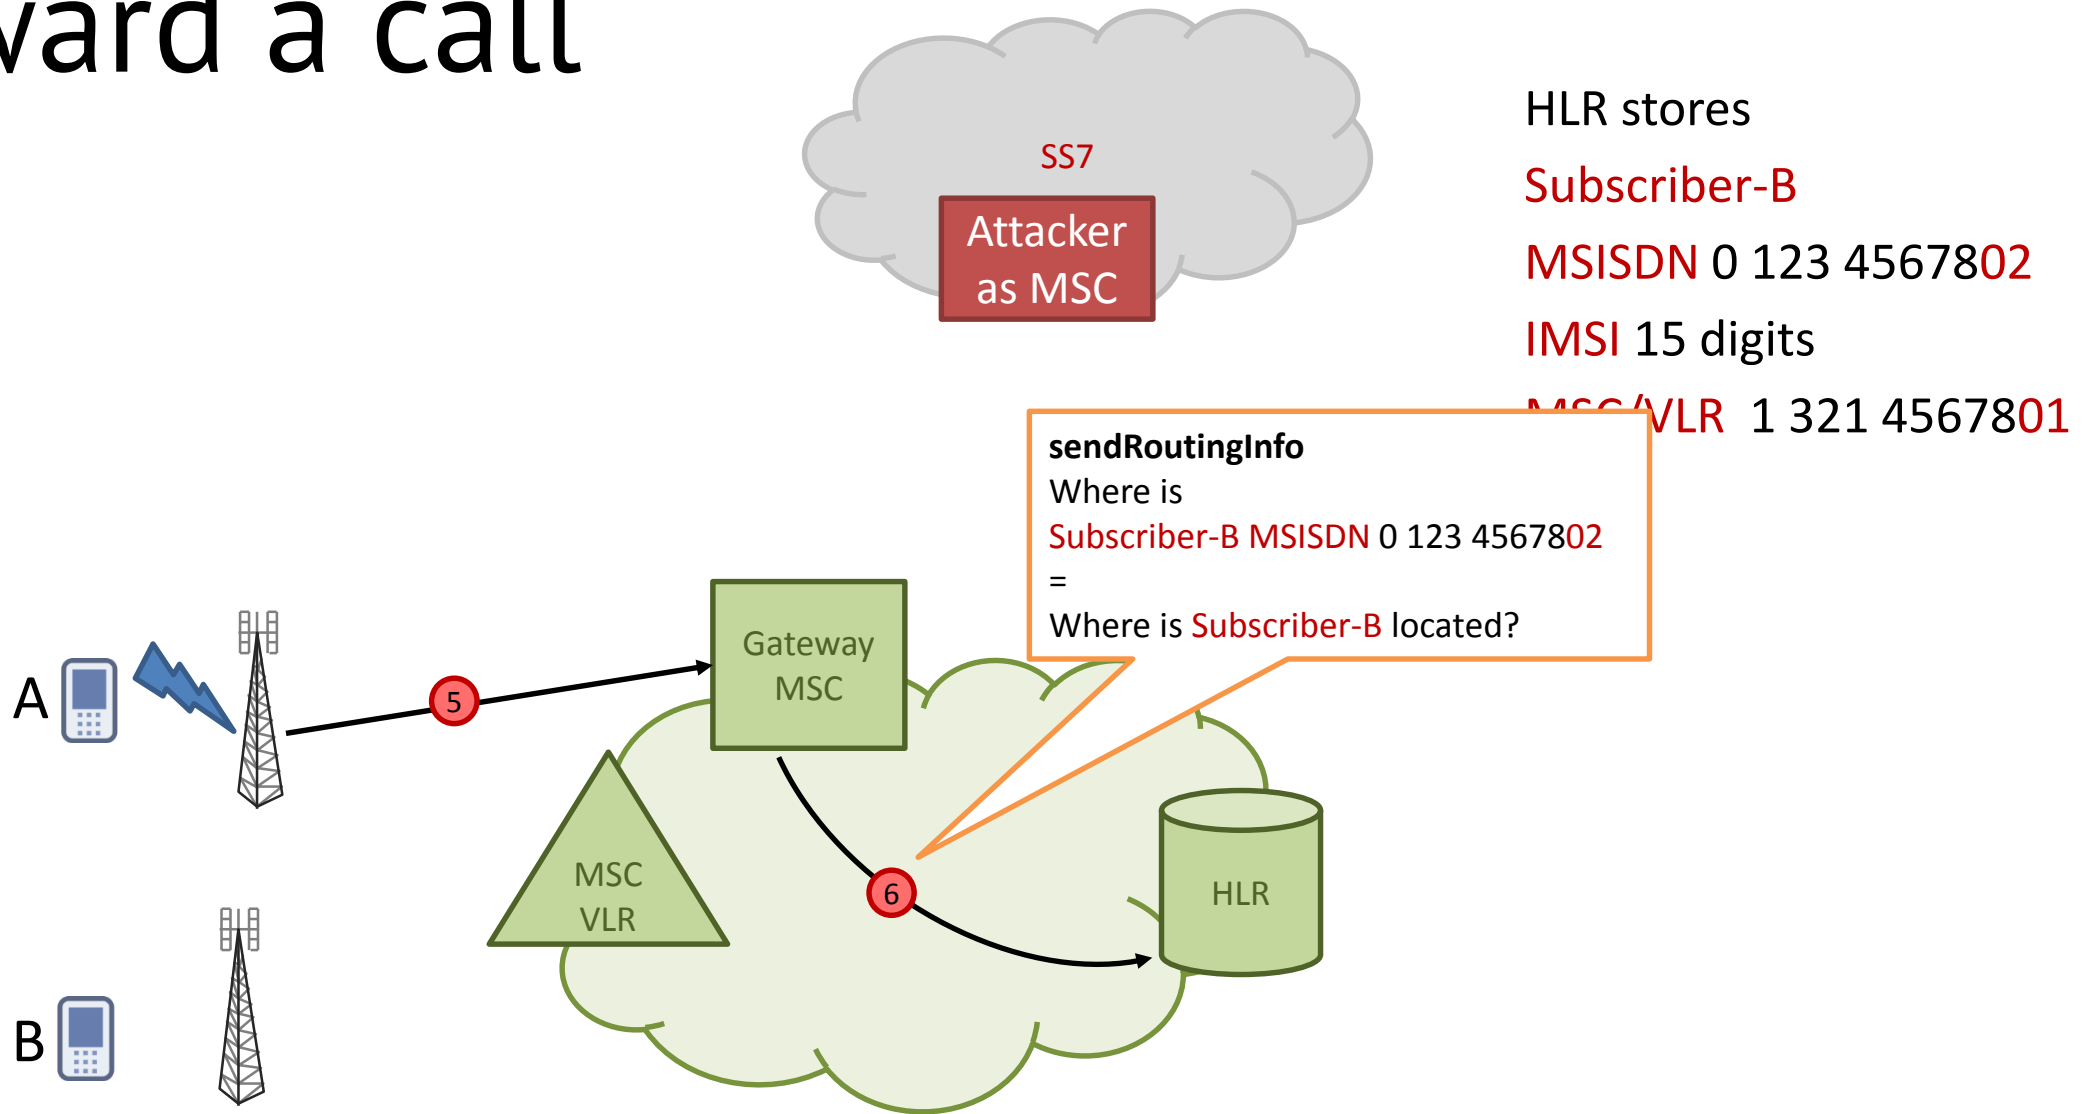 ward a call
SS7
Attacker
as MSC
HLR stores
Subscriber-B
MSISDN 0 123 4567802
IMSI 15 digits
MSC/VLR 1 321 4567801
sendRoutingInfo
Where is
Subscriber-B MSISDN 0 123 4567802
=
Where is Subscriber-B located?
Gateway
MSC
A
5
MSC
VLR
6
HLR
B